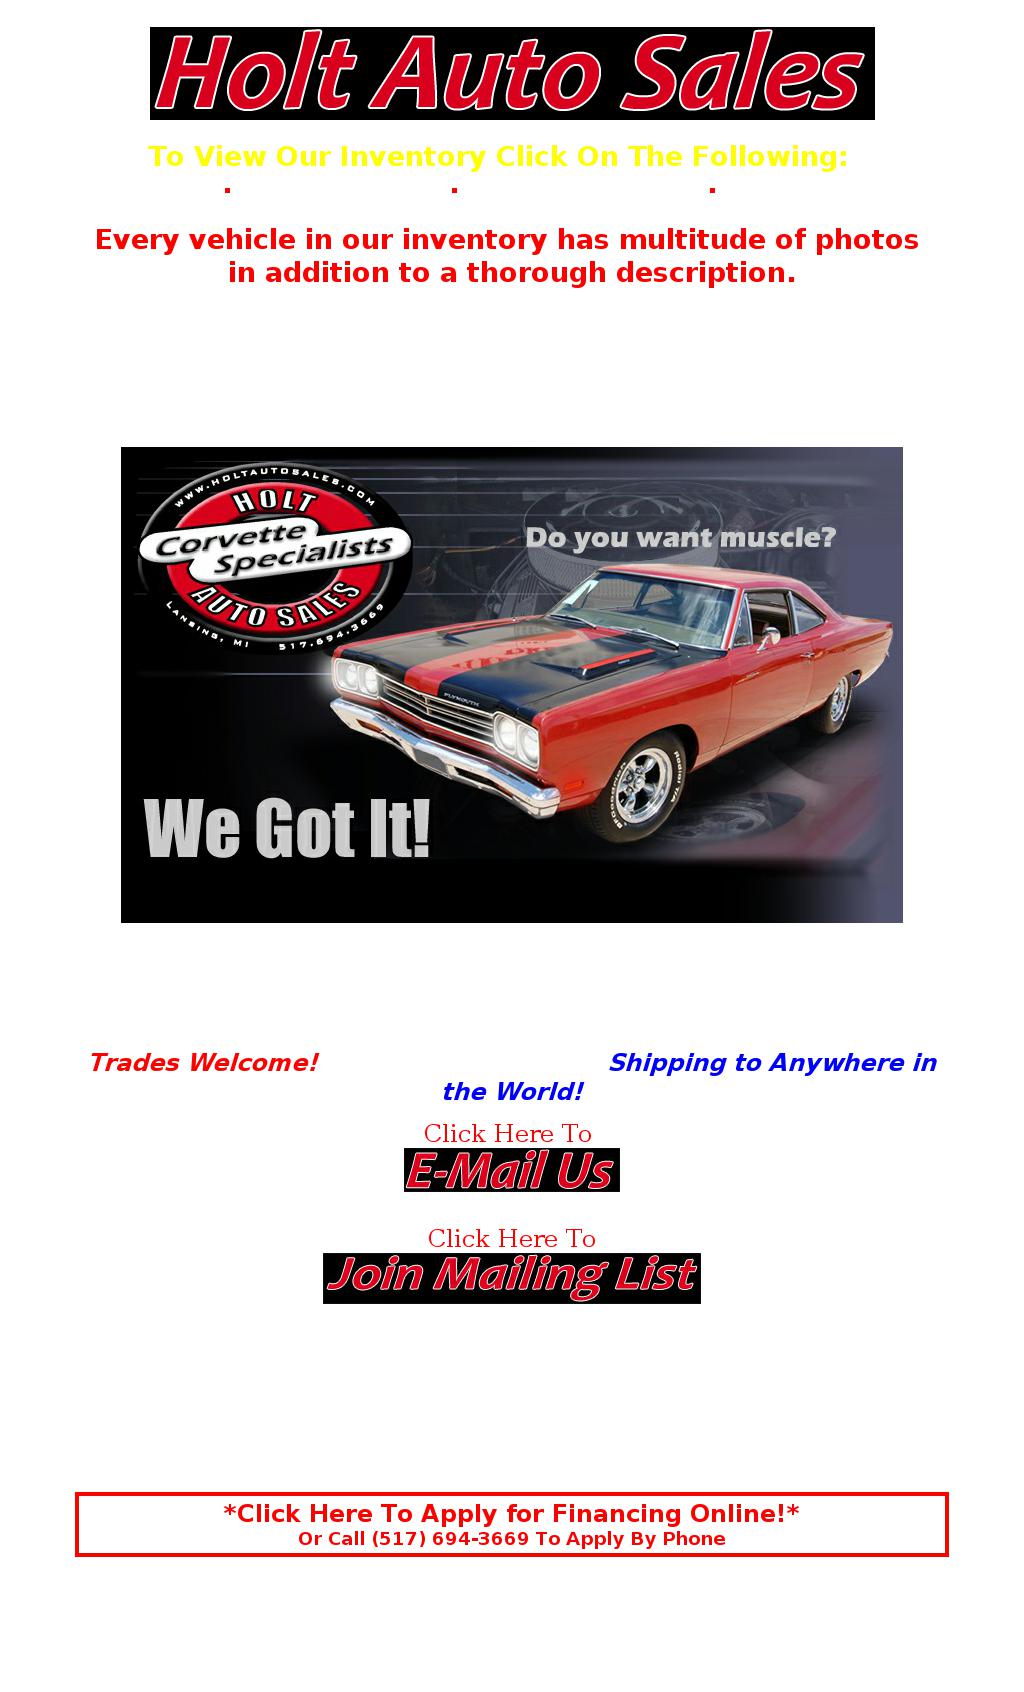 Holt Auto Sales
To View Our Inventory Click On The Following:
Every vehicle in our inventory has multitude of photos
in addition to a thorough description.
WWW.HOLTAUTOSALES.COM
HOLT
Corvette
Specialists
AUTO SALES
LANSING, MI 517.694.3669
Do you want muscle?
PLYMOUTH
BFGoodrich Radial T/A
We Got It!
Trades Welcome! Shipping to Anywhere in
the World!
Click Here To
E-Mail Us
Click Here To
Join Mailing List
*Click Here To Apply for Financing Online!*
Or Call (517) 694-3669 To Apply By Phone